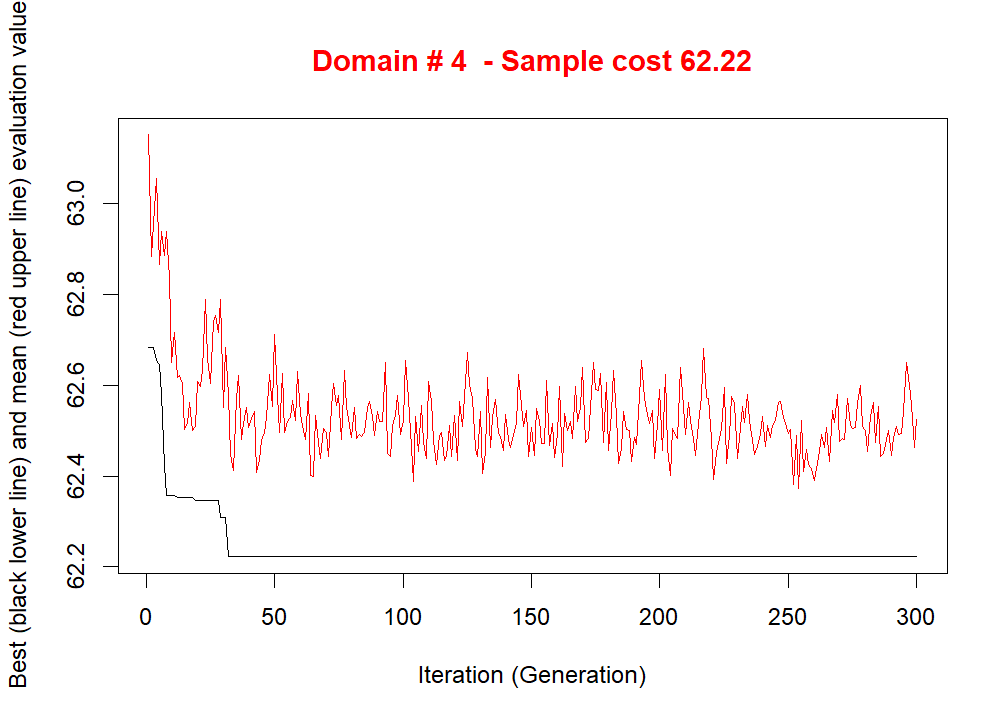 Domain # 4  - Sample cost 62.22
Best (black lower line) and mean (red upper line) evaluation value
63.0
62.8
62.6
62.4
62.2
0 50 100 150 200 250 300
Iteration (Generation)